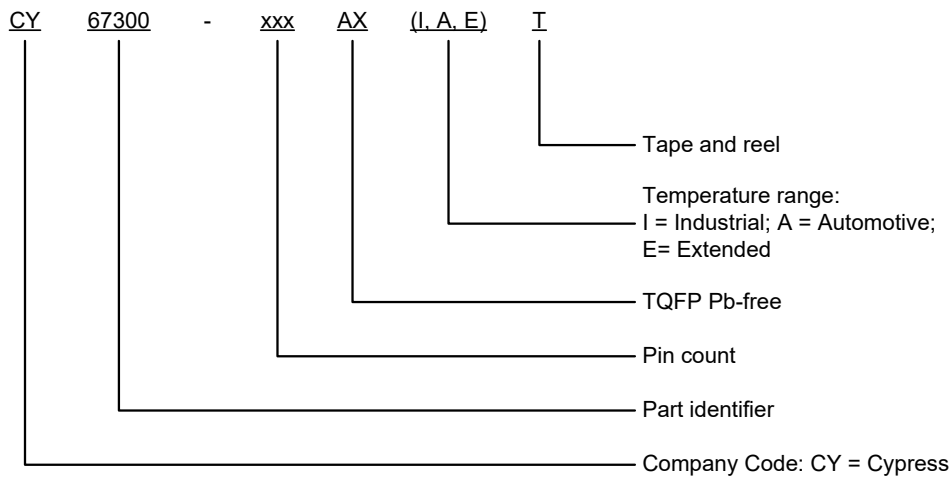 CY 67300 - xxx AX (I, A, E) T
Tape and reel
Temperature range:
I = Industrial; A = Automotive;
E= Extended
TQFP Pb-free
Pin count
Part identifier
Company Code: CY = Cypress